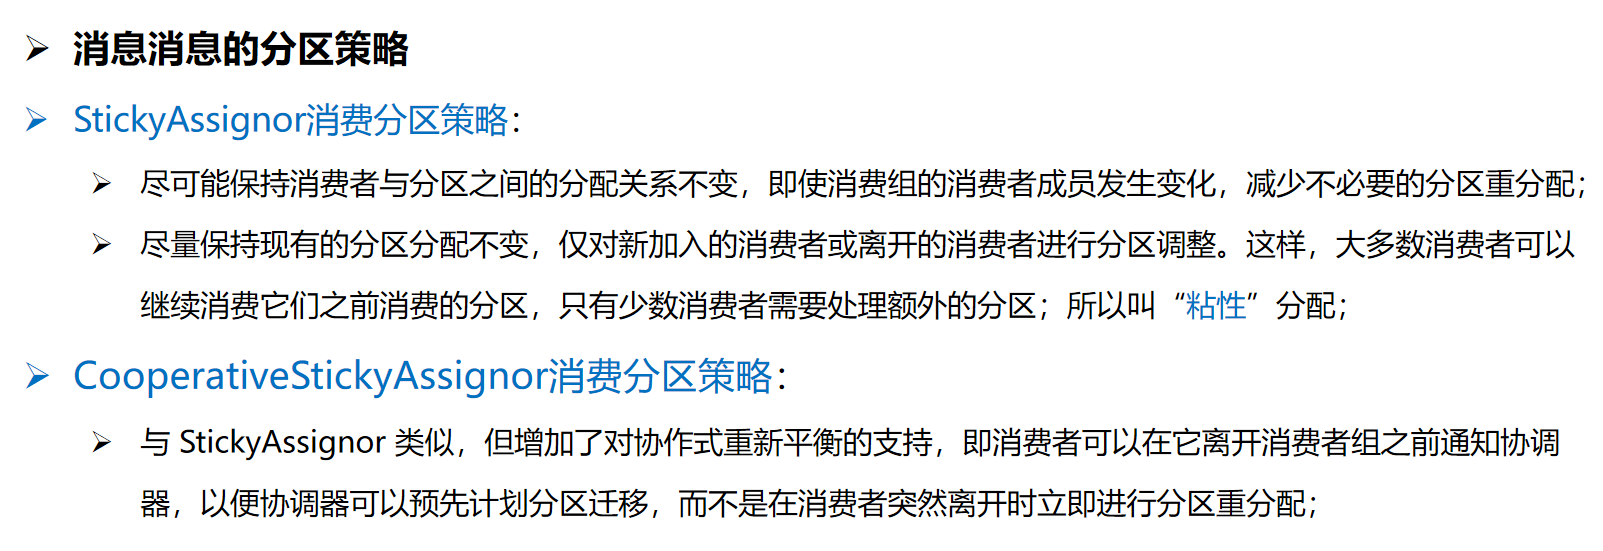 ➢ 消息消息的分区策略
➢ StickyAssignor消费分区策略：
➢ 尽可能保持消费者与分区之间的分配关系不变，即使消费组的消费者成员发生变化，减少不必要的分区重分配；
➢ 尽量保持现有的分区分配不变，仅对新加入的消费者或离开的消费者进行分区调整。这样，大多数消费者可以
继续消费它们之前消费的分区，只有少数消费者需要处理额外的分区；所以叫“粘性”分配；
➢ CooperativeStickyAssignor消费分区策略：
➢ 与 StickyAssignor 类似，但增加了对协作式重新平衡的支持，即消费者可以在它离开消费者组之前通知协调
器，以便协调器可以预先计划分区迁移，而不是在消费者突然离开时立即进行分区重分配；